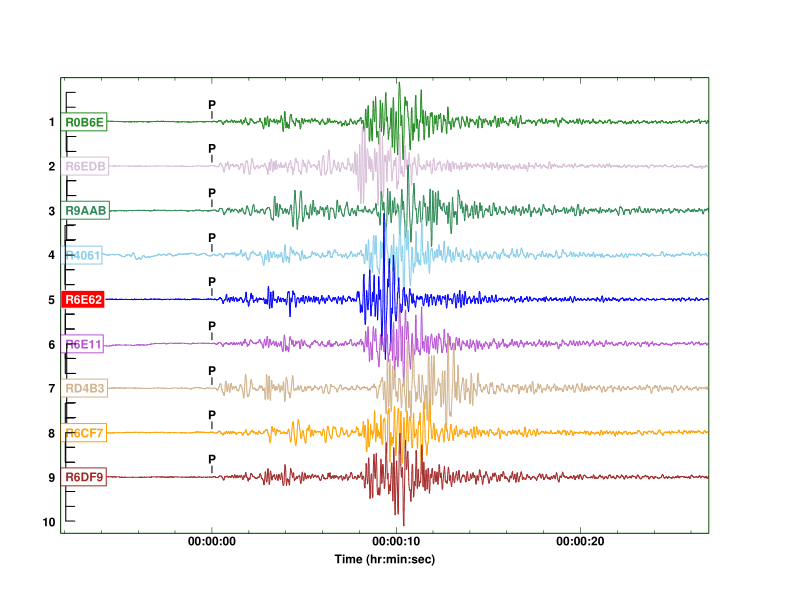 P
1 R0B6E
P
2 R6EDB
P
3 R9AAB
P
4 R4061
P
5 R6E62
P
6 R6E11
P
7 RD4B3
P
8 R6CF7
P
9 R6DF9
10
00:00:00 00:00:10 00:00:20
Time (hr:min:sec)